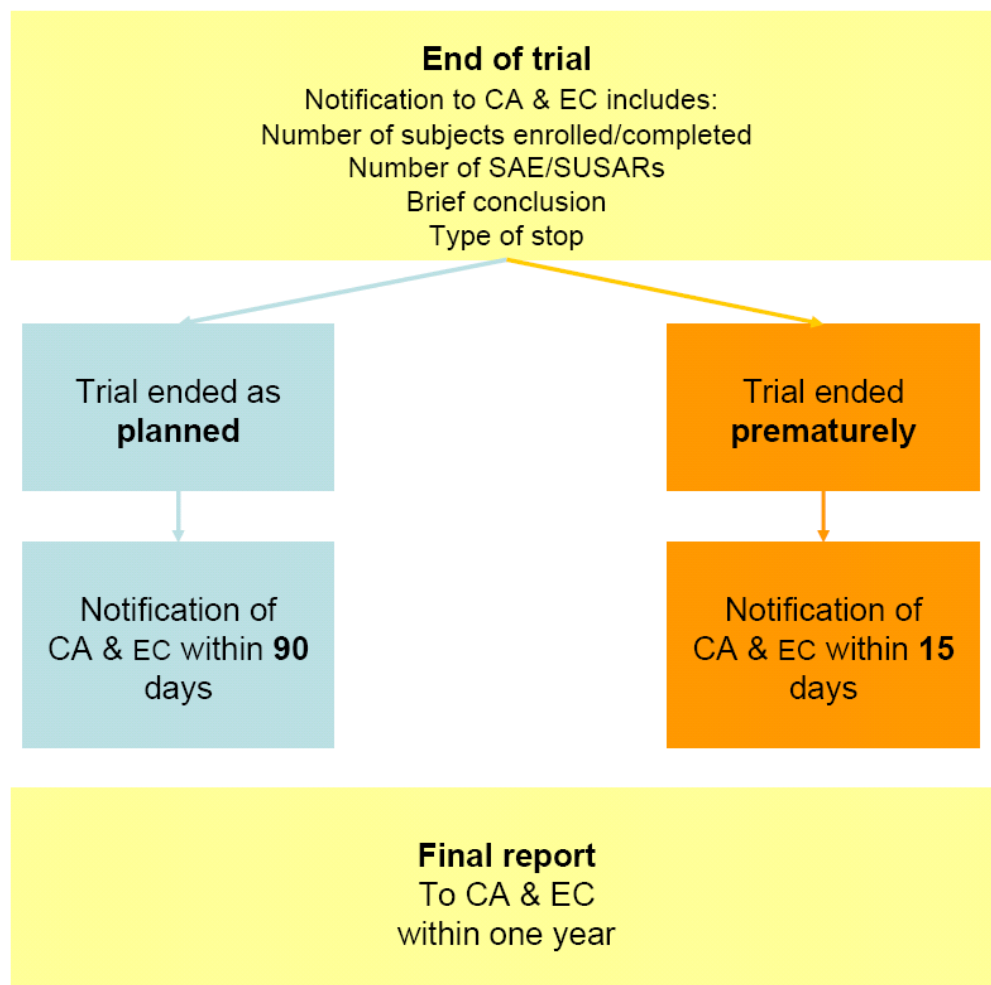 End of trial
Notification to CA & EC includes:
Number of subjects enrolled/completed
Number of SAE/SUSARs
Brief conclusion
Type of stop
Trial ended as
planned
Trial ended
prematurely
Notification of
CA & EC within 90
days
Notification of
CA & EC within 15
days
Final report
To CA & EC
within one year